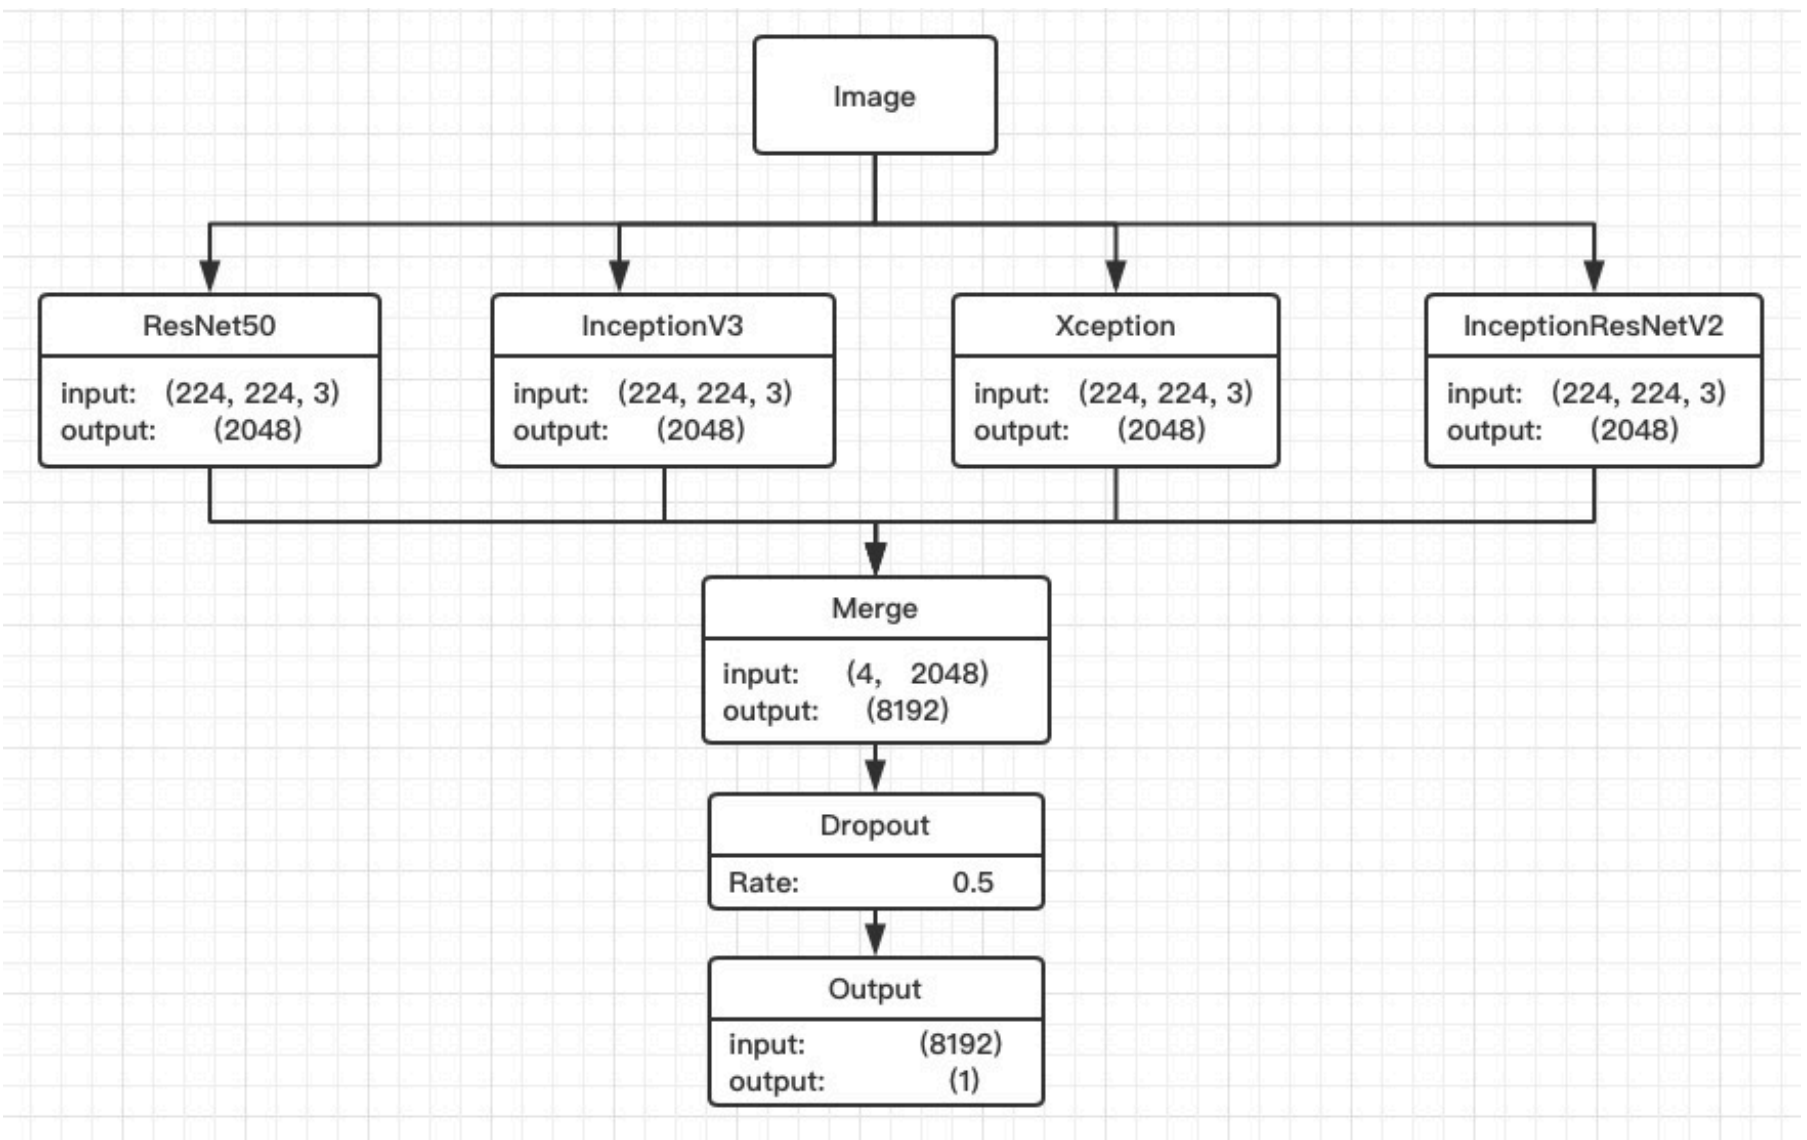 Image
ResNet50
input: (224, 224, 3)
output: (2048)
InceptionV3
input: (224, 224, 3)
output: (2048)
Xception
input: (224, 224, 3)
output: (2048)
InceptionResNetV2
input: (224, 224, 3)
output: (2048)
Merge
input: (4, 2048)
output: (8192)
Dropout
Rate: 0.5
Output
input: (8192)
output: (1)